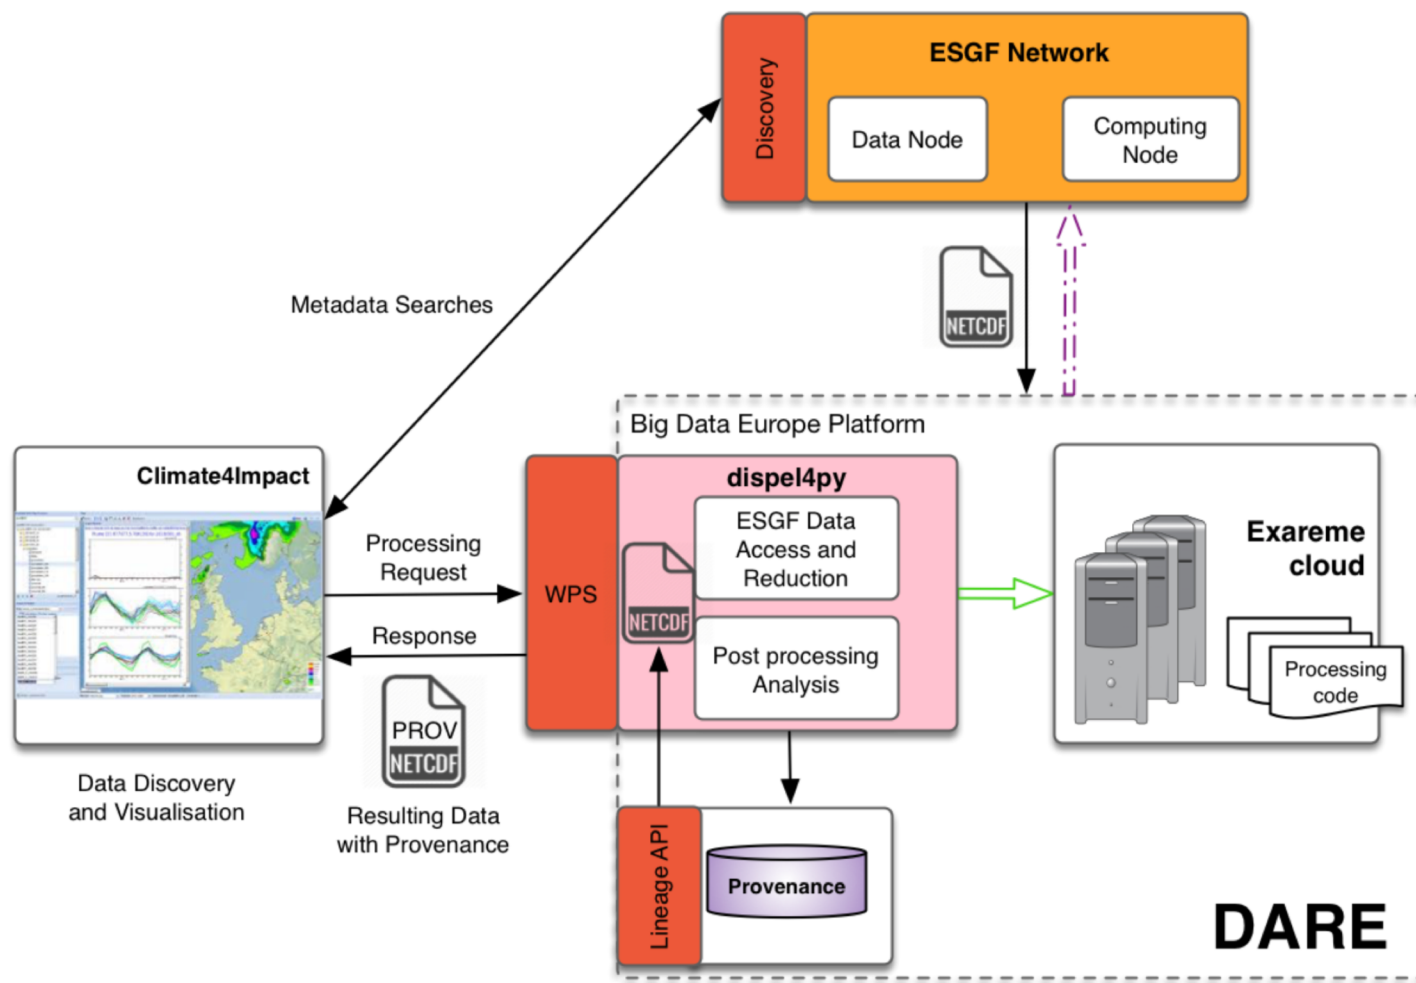 ESGF Network
Discovery
Data Node
Computing
Node
Metadata Searches
NETCDF
Big Data Europe Platform
Climate4Impact
dispel4py
ESGF Data
Access and
Reduction
Exareme
cloud
Processing
Request
WPS
NETCDF
Response
Post processing
Analysis
Processing
code
PROV
NETCDF
Data Discovery
and Visualisation
Resulting Data
with Provenance
Lineage API
Provenance
DARE